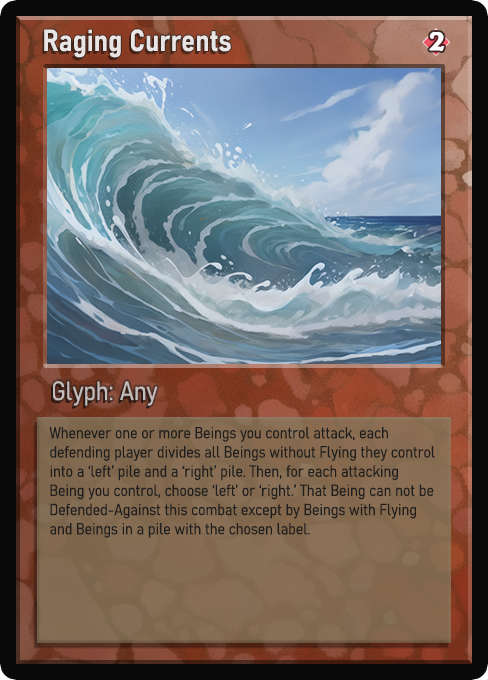 Raging Currents
2
Glyph: Any
Whenever one or more Beings you control attack, each
defending player divides all Beings without Flying they control
into a ‘left’ pile and a ‘right’ pile. Then, for each attacking
Being you control, choose ‘left’ or ‘right.’ That Being can not be
Defended-Against this combat except by Beings with Flying
and Beings in a pile with the chosen label.